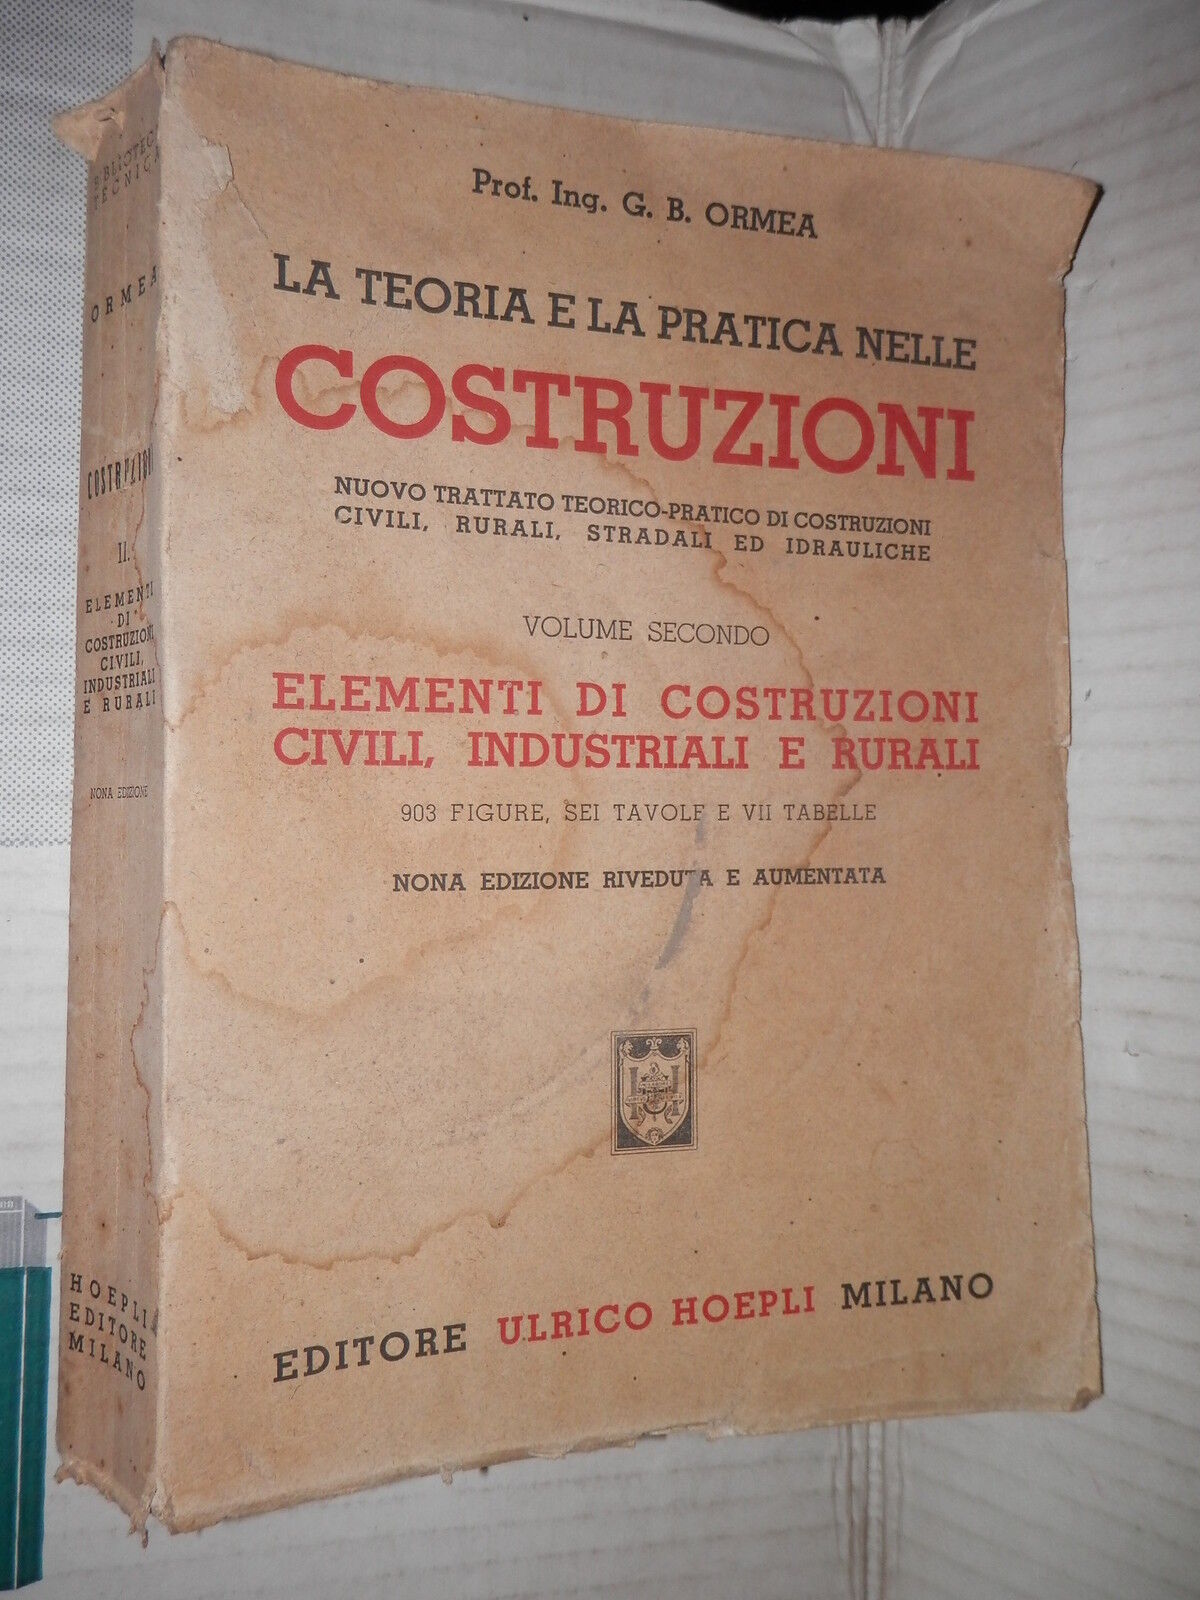 Prof. Ing. G. B. ORMEA
LA TEORIA E LA PRATICA NELLE
COSTRUZIONI
NUOVO TRATTATO TEORICO-PRATICO DI COSTRUZIONI
CIVILI, RURALI, STRADALI ED IDRAULICHE
VOLUME SECONDO
ELEMENTI DI COSTRUZIONI
CIVILI, INDUSTRIALI E RURALI
903 FIGURE, SEI TAVOLE E VII TABELLE
NONA EDIZIONE RIVEDUTA E AUMENTATA
EDITORE ULRICO HOEPLI MILANO
BIBLIOTECA
TECNICA
ORMEA
COSTRUZIONI
II.
ELEMENTI
DI
COSTRUZIONI
CIVILI,
INDUSTRIALI
E RURALI
NONA EDIZIONE
HOEPLI
EDITORE
MILANO